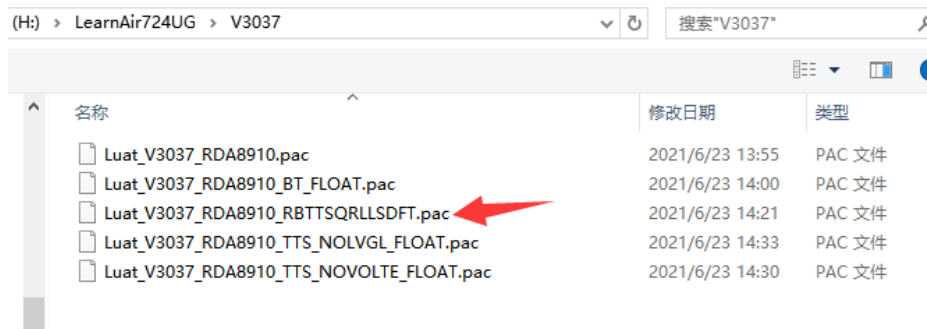 (H:) > LearnAir724UG > V3037 搜索"V3037"
名称 修改日期 类型
Luat_V3037_RDA8910.pac 2021/6/23 13:55 PAC 文件
Luat_V3037_RDA8910_BT_FLOAT.pac 2021/6/23 14:00 PAC 文件
Luat_V3037_RDA8910_RBTTSQRLLSDFT.pac 2021/6/23 14:21 PAC 文件
Luat_V3037_RDA8910_TTS_NOLVGL_FLOAT.pac 2021/6/23 14:33 PAC 文件
Luat_V3037_RDA8910_TTS_NOVOLTE_FLOAT.pac 2021/6/23 14:30 PAC 文件